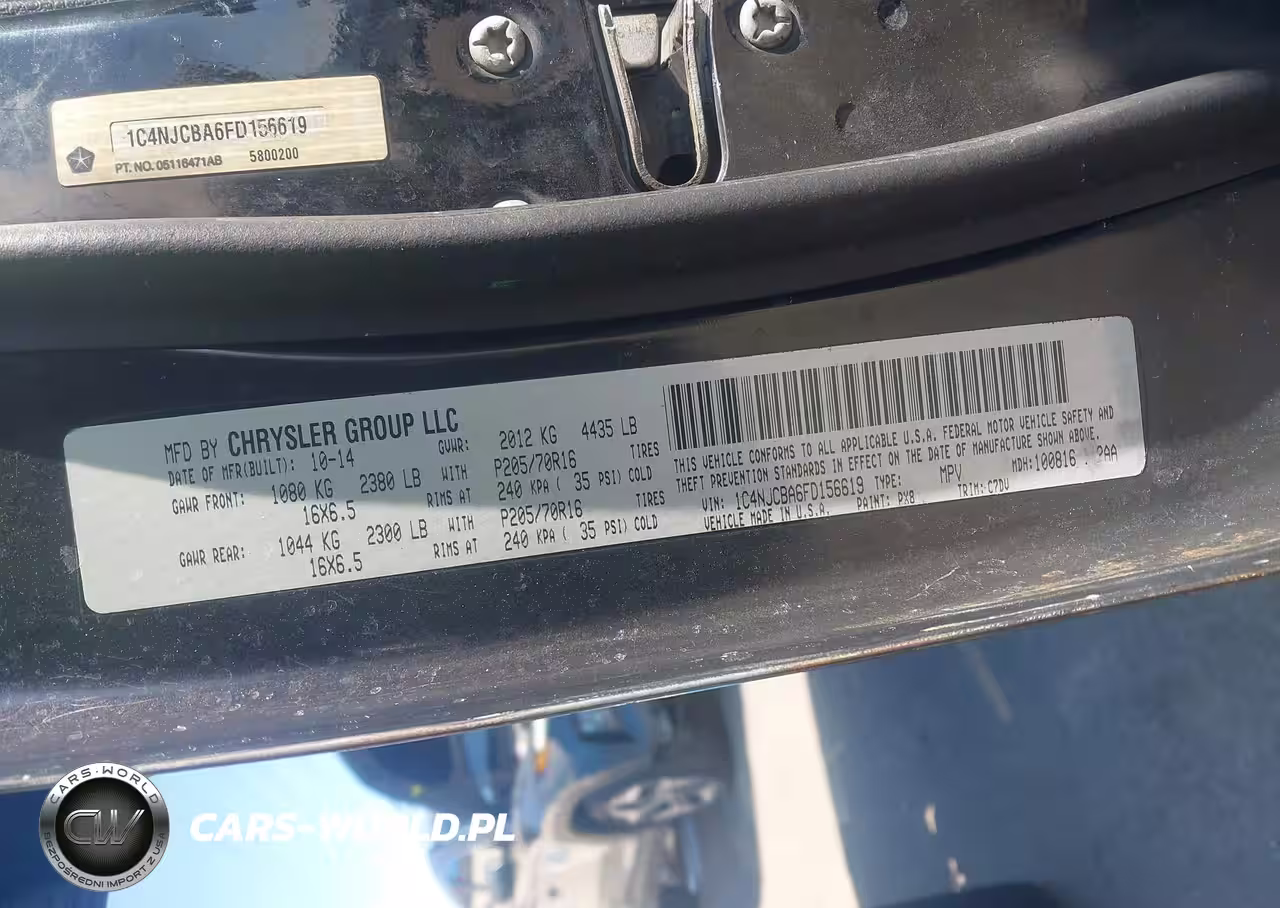 1C4NJCBA6FD156619
PT. NO. 05116471AB 5800200
MFD BY CHRYSLER GROUP LLC
DATE OF MFR(BUILT): 10-14 GVWR: 2012 KG 4435 LB
GAWR FRONT: 1080 KG 2380 LB WITH P205/70R16 TIRES
16X6.5 RIMS AT 240 KPA ( 35 PSI) COLD
GAWR REAR: 1044 KG 2300 LB WITH P205/70R16 TIRES
16X6.5 RIMS AT 240 KPA ( 35 PSI) COLD
THIS VEHICLE CONFORMS TO ALL APPLICABLE U.S.A. FEDERAL MOTOR VEHICLE SAFETY AND
THEFT PREVENTION STANDARDS IN EFFECT ON THE DATE OF MANUFACTURE SHOWN ABOVE.
VIN: 1C4NJCBA6FD156619 TYPE: MPV MDH:100816
VEHICLE MADE IN U.S.A. PAINT: PX8 TRIM: C7DV
CARS-WORLD
CW
BEZPOŚREDNI IMPORT Z USA
CARS-WORLD.PL